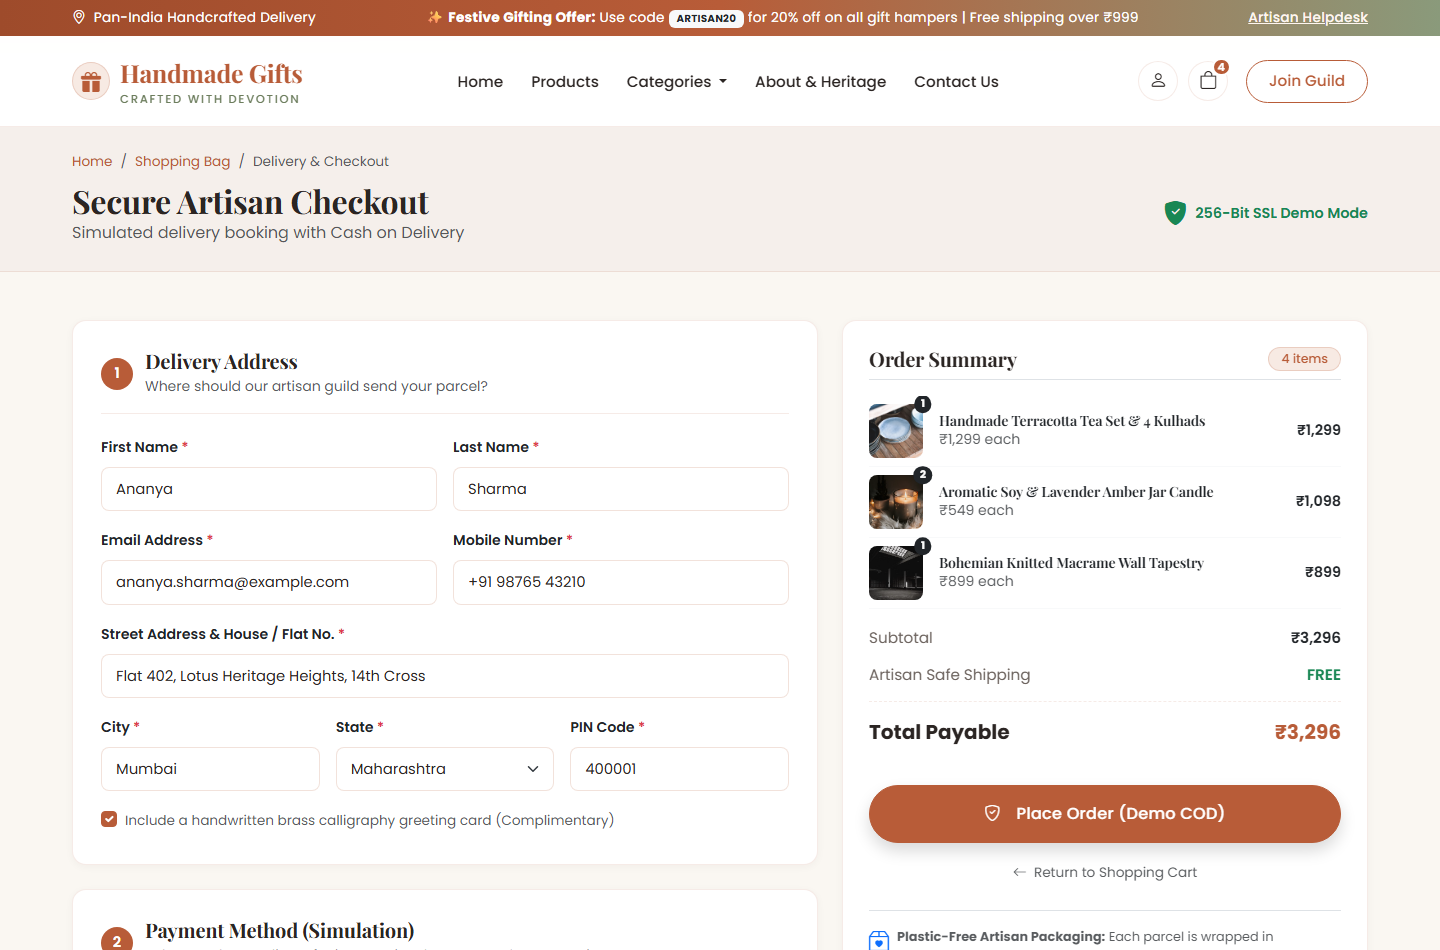 Pan-India Handcrafted Delivery
✨ Festive Gifting Offer: Use code ARTISAN20 for 20% off on all gift hampers | Free shipping over ₹999
Artisan Helpdesk
Handmade Gifts
CRAFTED WITH DEVOTION
Home
Products
Categories
About & Heritage
Contact Us
4
Join Guild
Home / Shopping Bag / Delivery & Checkout
Secure Artisan Checkout
Simulated delivery booking with Cash on Delivery
256-Bit SSL Demo Mode
1
Delivery Address
Where should our artisan guild send your parcel?
First Name *
Last Name *
Ananya
Sharma
Email Address *
Mobile Number *
ananya.sharma@example.com
+91 98765 43210
Street Address & House / Flat No. *
Flat 402, Lotus Heritage Heights, 14th Cross
City *
State *
PIN Code *
Mumbai
Maharashtra
400001
Include a handwritten brass calligraphy greeting card (Complimentary)
2
Payment Method (Simulation)
Order Summary
4 items
1
Handmade Terracotta Tea Set & 4 Kulhads
₹1,299 each
₹1,299
2
Aromatic Soy & Lavender Amber Jar Candle
₹549 each
₹1,098
1
Bohemian Knitted Macrame Wall Tapestry
₹899 each
₹899
Subtotal
₹3,296
Artisan Safe Shipping
FREE
Total Payable
₹3,296
Place Order (Demo COD)
← Return to Shopping Cart
Plastic-Free Artisan Packaging: Each parcel is wrapped in